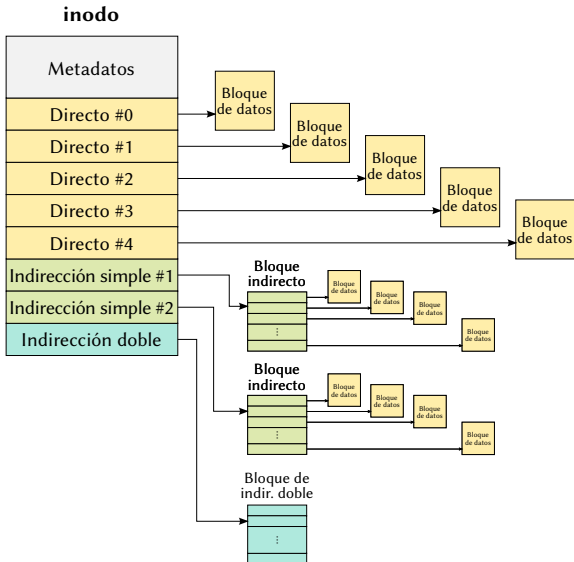 inodo
Metadatos
Directo #0
Directo #1
Directo #2
Directo #3
Directo #4
Indirección simple #1
Indirección simple #2
Indirección doble
Bloque
de datos
Bloque
de datos
Bloque
de datos
Bloque
de datos
Bloque
de datos
Bloque
indirecto
Bloque
de datos
Bloque
de datos
Bloque
de datos
Bloque
de datos
Bloque
indirecto
Bloque
de datos
Bloque
de datos
Bloque
de datos
Bloque
de datos
Bloque de
indir. doble